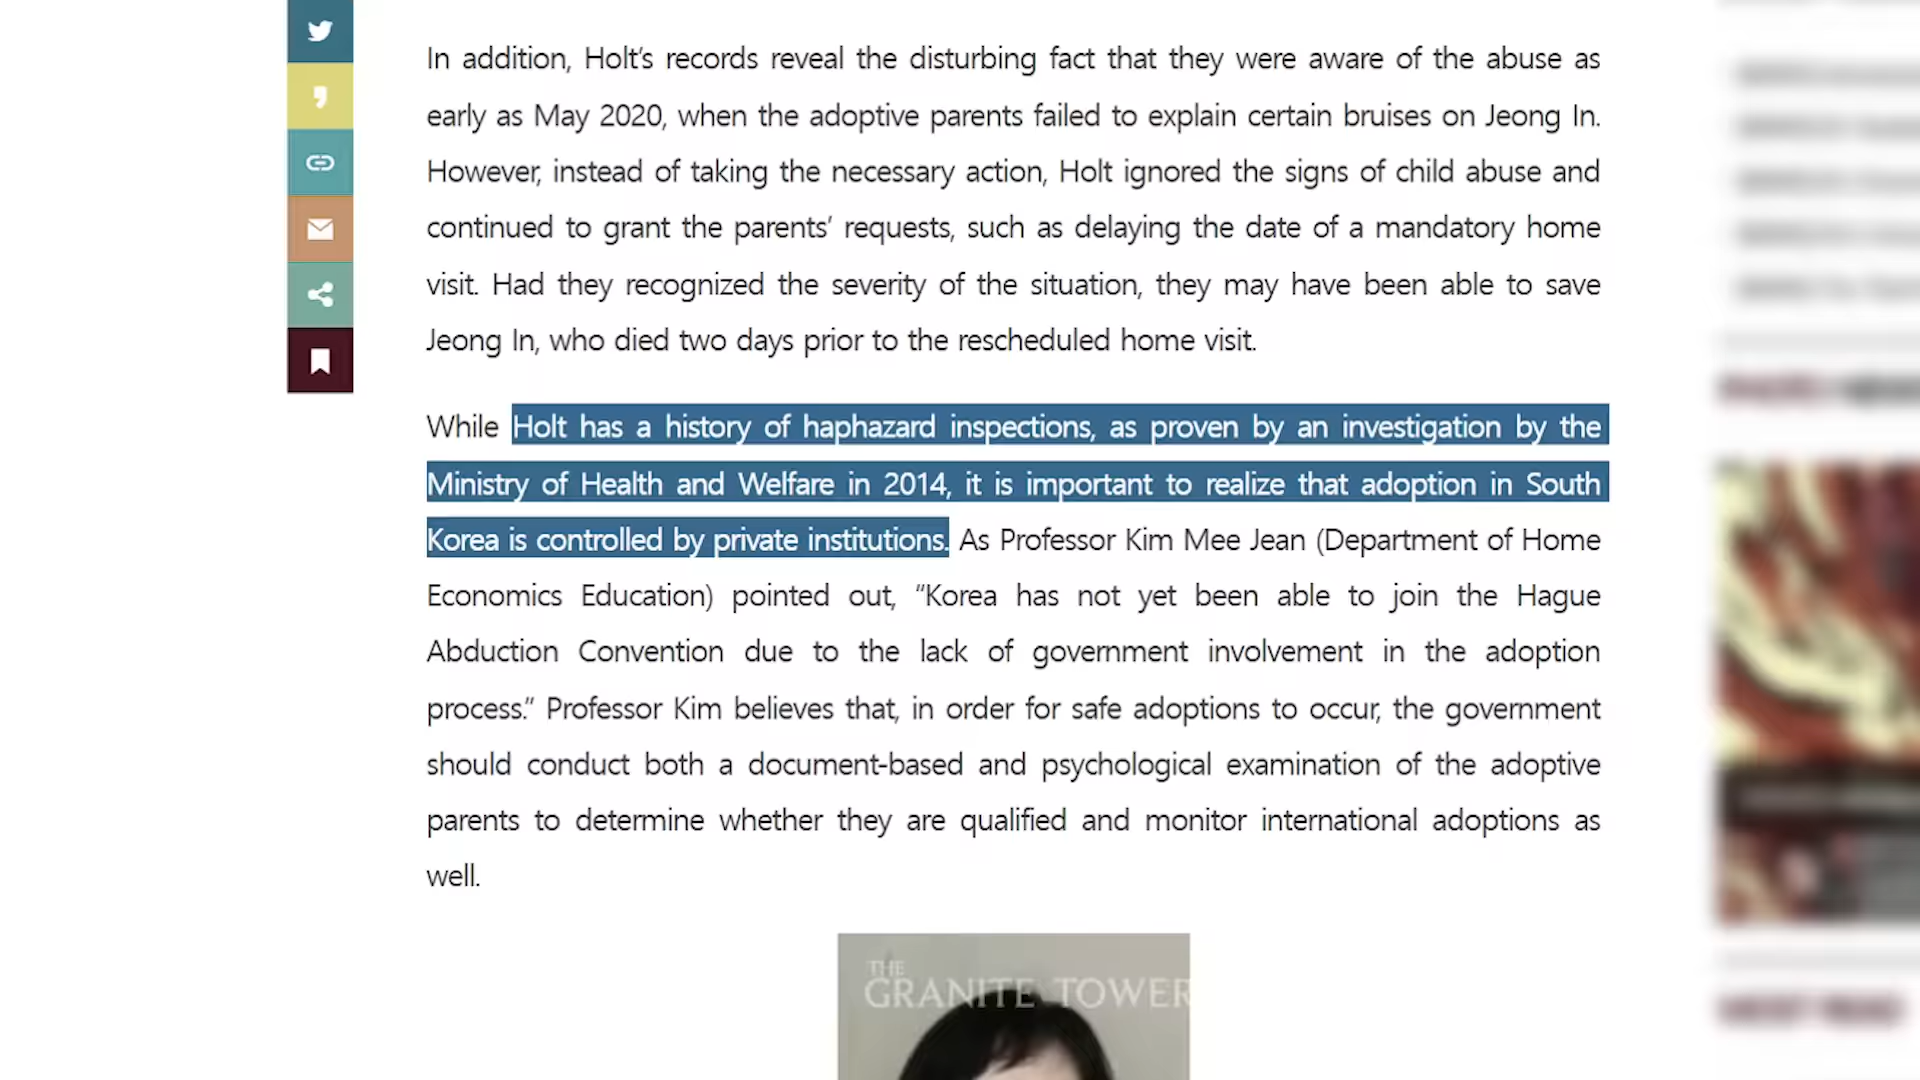 In addition, Holt’s records reveal the disturbing fact that they were aware of the abuse as
early as May 2020, when the adoptive parents failed to explain certain bruises on Jeong In.
However, instead of taking the necessary action, Holt ignored the signs of child abuse and
continued to grant the parents’ requests, such as delaying the date of a mandatory home
visit. Had they recognized the severity of the situation, they may have been able to save
Jeong In, who died two days prior to the rescheduled home visit.
While Holt has a history of haphazard inspections, as proven by an investigation by the
Ministry of Health and Welfare in 2014, it is important to realize that adoption in South
Korea is controlled by private institutions. As Professor Kim Mee Jean (Department of Home
Economics Education) pointed out, “Korea has not yet been able to join the Hague
Abduction Convention due to the lack of government involvement in the adoption
process.” Professor Kim believes that, in order for safe adoptions to occur, the government
should conduct both a document-based and psychological examination of the adoptive
parents to determine whether they are qualified and monitor international adoptions as
well.
THE
GRANITE TOWER